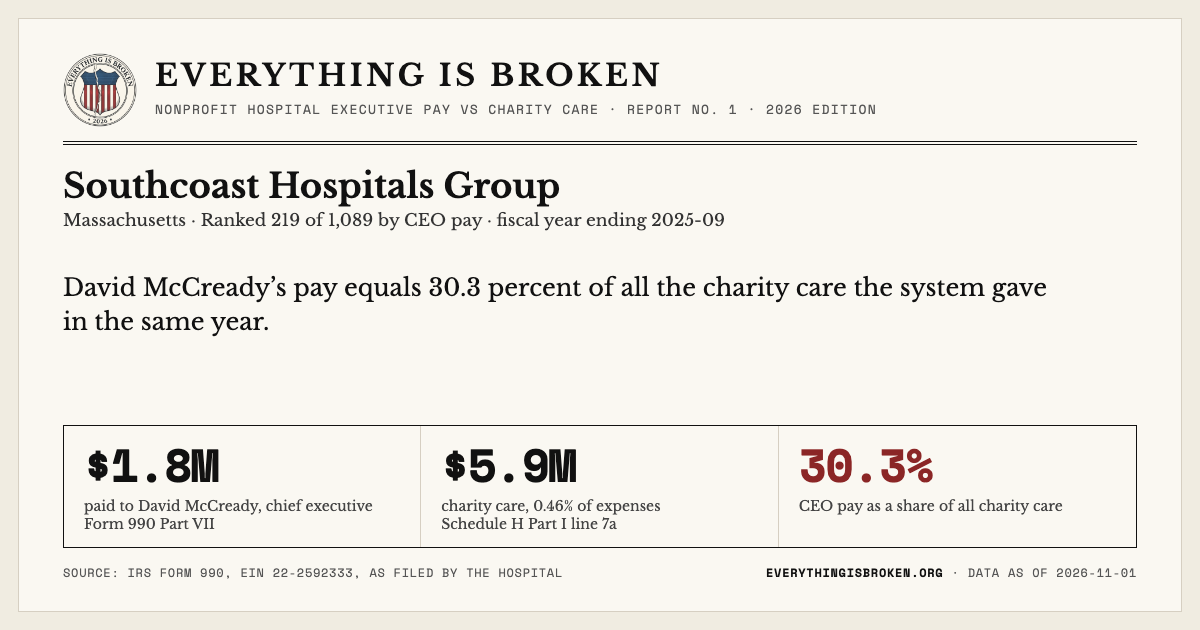 EVERYTHING IS BROKEN
2026
EVERYTHING IS BROKEN
NONPROFIT HOSPITAL EXECUTIVE PAY VS CHARITY CARE · REPORT NO. 1 · 2026 EDITION
Southcoast Hospitals Group
Massachusetts · Ranked 219 of 1,089 by CEO pay · fiscal year ending 2025-09
David McCready’s pay equals 30.3 percent of all the charity care the system gave
in the same year.
$1.8M
paid to David McCready, chief executive
Form 990 Part VII
$5.9M
charity care, 0.46% of expenses
Schedule H Part I line 7a
30.3%
CEO pay as a share of all charity care
SOURCE: IRS FORM 990, EIN 22-2592333, AS FILED BY THE HOSPITAL
EVERYTHINGISBROKEN.ORG · DATA AS OF 2026-11-01